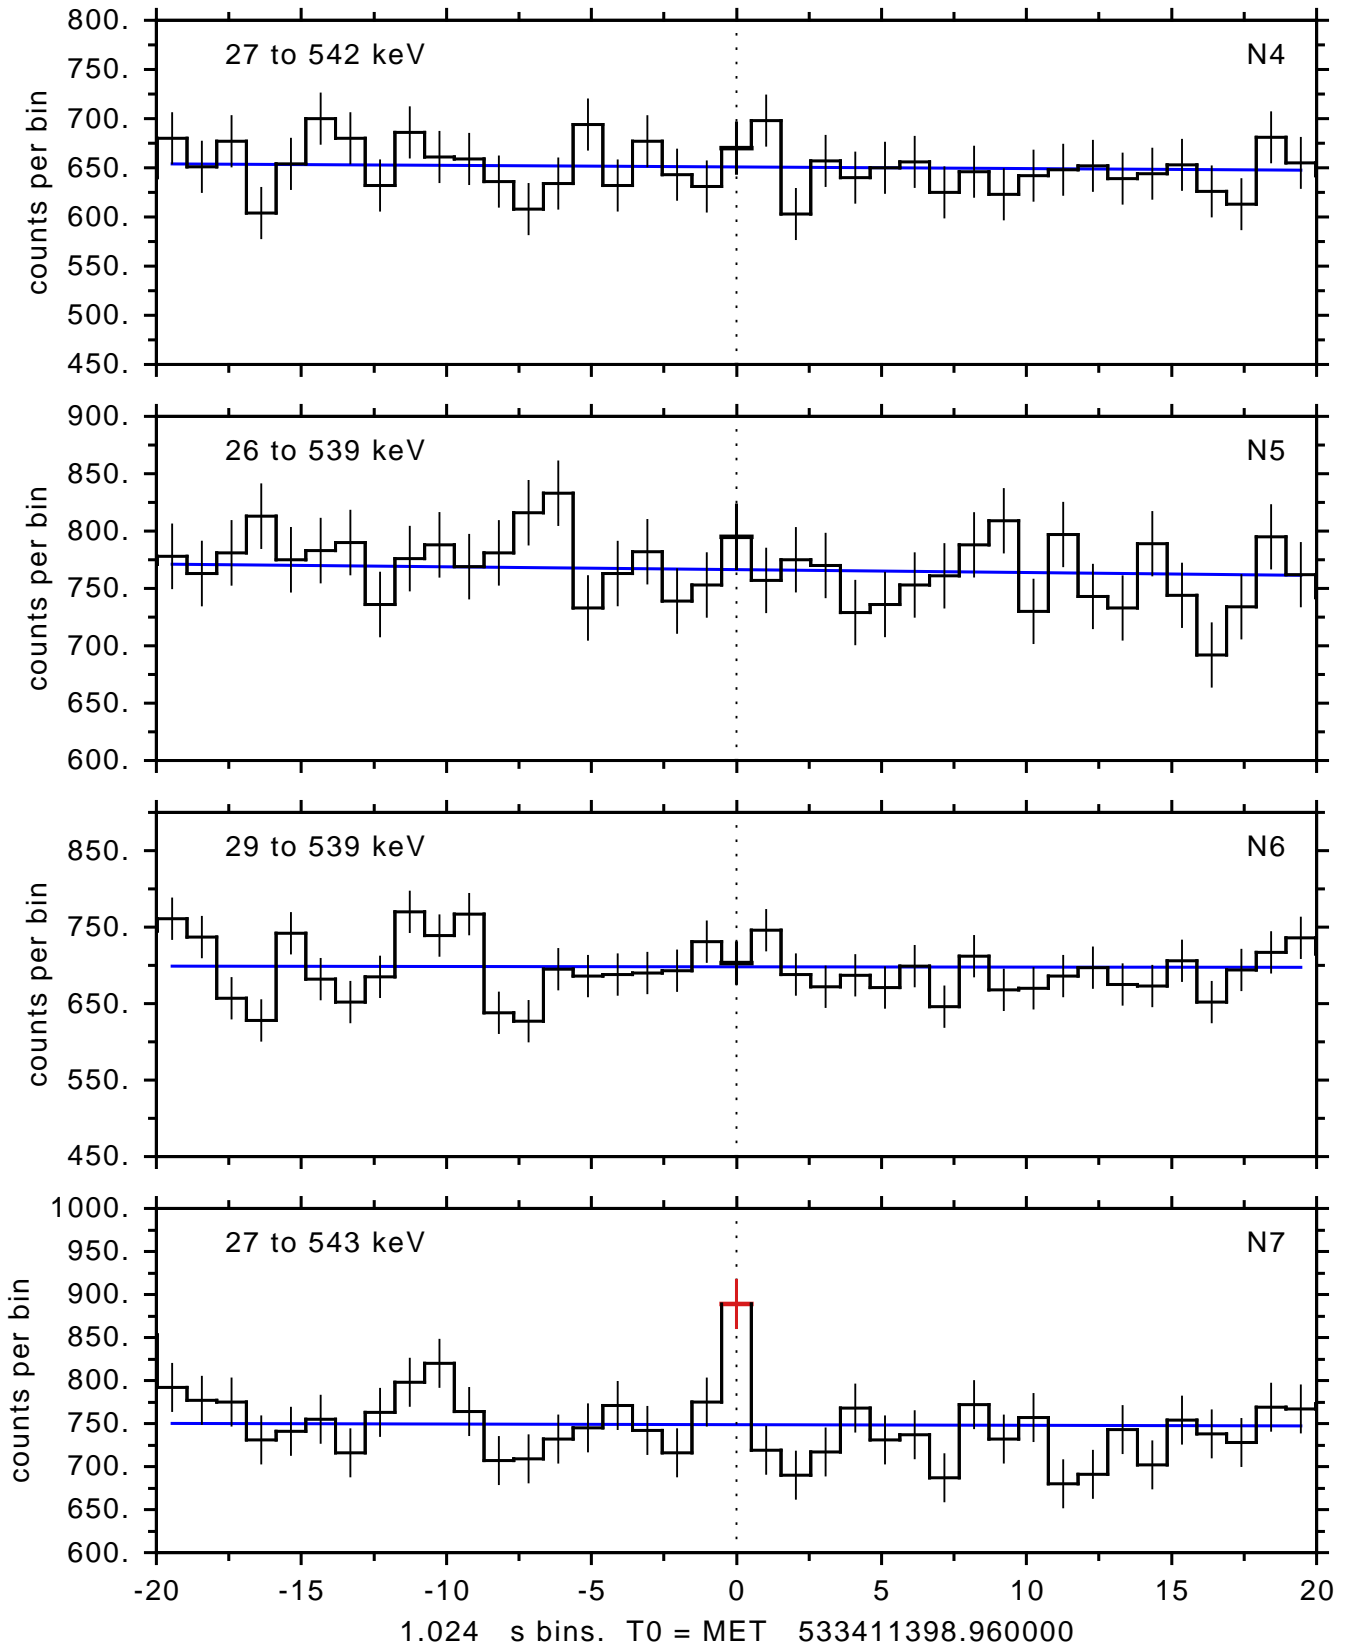 800.
27 to 542 keV N4
750.
700.
650.
600.
550.
500.
450.
counts per bin
900.
26 to 539 keV N5
850.
800.
750.
700.
650.
600.
counts per bin
29 to 539 keV N6
850.
750.
650.
550.
450.
counts per bin
1000.
27 to 543 keV N7
950.
900.
850.
800.
750.
700.
650.
600.
counts per bin
-20 -15 -10 -5 0 5 10 15 20
1.024 s bins. T0 = MET 533411398.960000